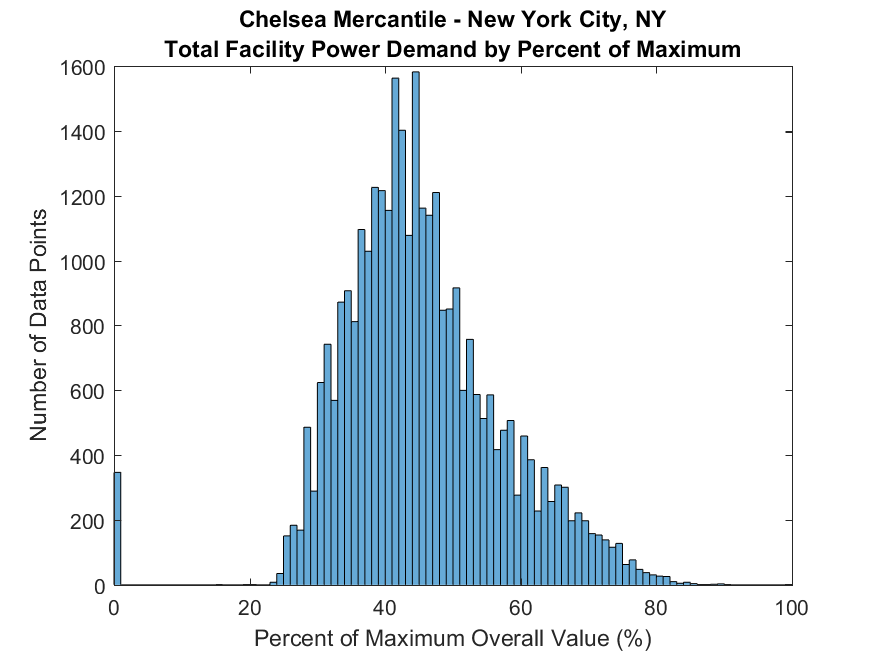 Chelsea Mercantile - New York City, NY
Total Facility Power Demand by Percent of Maximum
1600
1400
1200
1000
800
600
400
200
0
Number of Data Points
0 20 40 60 80 100
Percent of Maximum Overall Value (%)